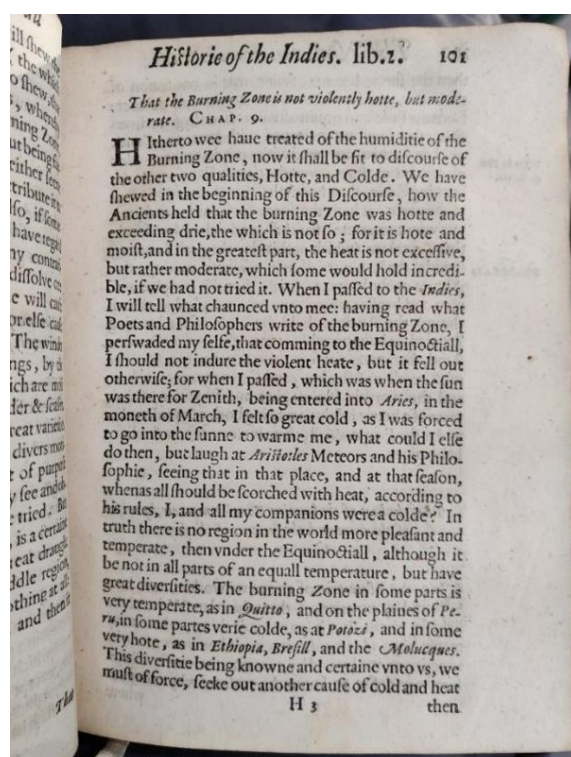 Hiſtorie of the Indies. lib.2. 101
That the Burning Zone is not violently hotte, but mode-
rate. CHAP. 9.
HItherto wee haue treated of the humiditie of the
Burning Zone, now it ſhall be fit to diſcourſe of
the other two qualities, Hotte, and Colde. We have
ſhewed in the beginning of this Diſcourſe, how the
Ancients held that the burning Zone was hotte and
exceeding drie,the which is not ſo ; for it is hote and
moiſt,and in the greateſt part, the heat is not exceſſive,
but rather moderate, which ſome would hold incredi-
ble, if we had not tried it. When I paſſed to the Indies,
I will tell what chaunced vnto mee: having read what
Poets and Philoſophers write of the burning Zone, I
perſwaded my ſelfe,that comming to the Equinoctiall,
I ſhould not indure the violent heate, but it fell out
otherwiſe; for when I paſſed , which was when the ſun
was there for Zenith, being entered into Aries, in the
moneth of March, I felt ſo great cold , as I was forced
to go into the ſunne to warme me , what could I elſe
do then, but laugh at Ariſtotles Meteors and his Philo-
ſophie , ſeeing that in that place, and at that ſeaſon,
whenas all ſhould be ſcorched with heat, according to
his rules, I, and all my companions were a colde? In
truth there is no region in the world more pleaſant and
temperate, then vnder the Equinoctiall, although it
be not in all parts of an equall temperature , but have
great diverſities. The burning Zone in ſome parts is
very temperate, as in Quitto, and on the plaines of Pe-
ru, in ſome partes verie colde, as at Potozi, and in ſome
very hote, as in Ethiopia, Breſill, and the Molucques.
This diverſitie being knowne and certaine vnto vs, we
muſt of force, ſeeke out another cauſe of cold and heat
H 3 then